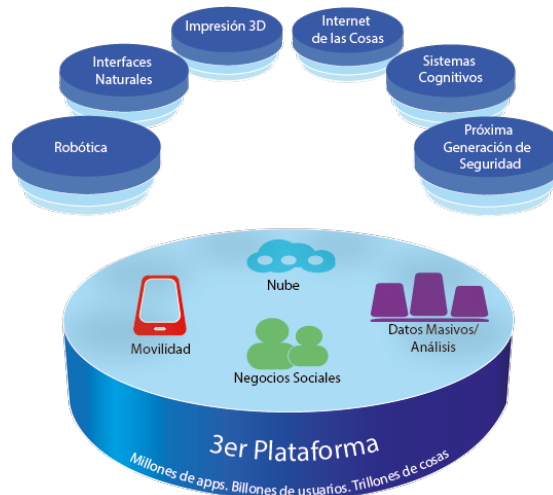 Impresión 3D
Internet
de las Cosas
Interfaces
Naturales
Sistemas
Cognitivos
Robótica
Próxima
Generación de
Seguridad
Nube
Movilidad
Datos Masivos/
Análisis
Negocios Sociales
3er Plataforma
Millones de apps. Billones de usuarios. Trillones de cosas